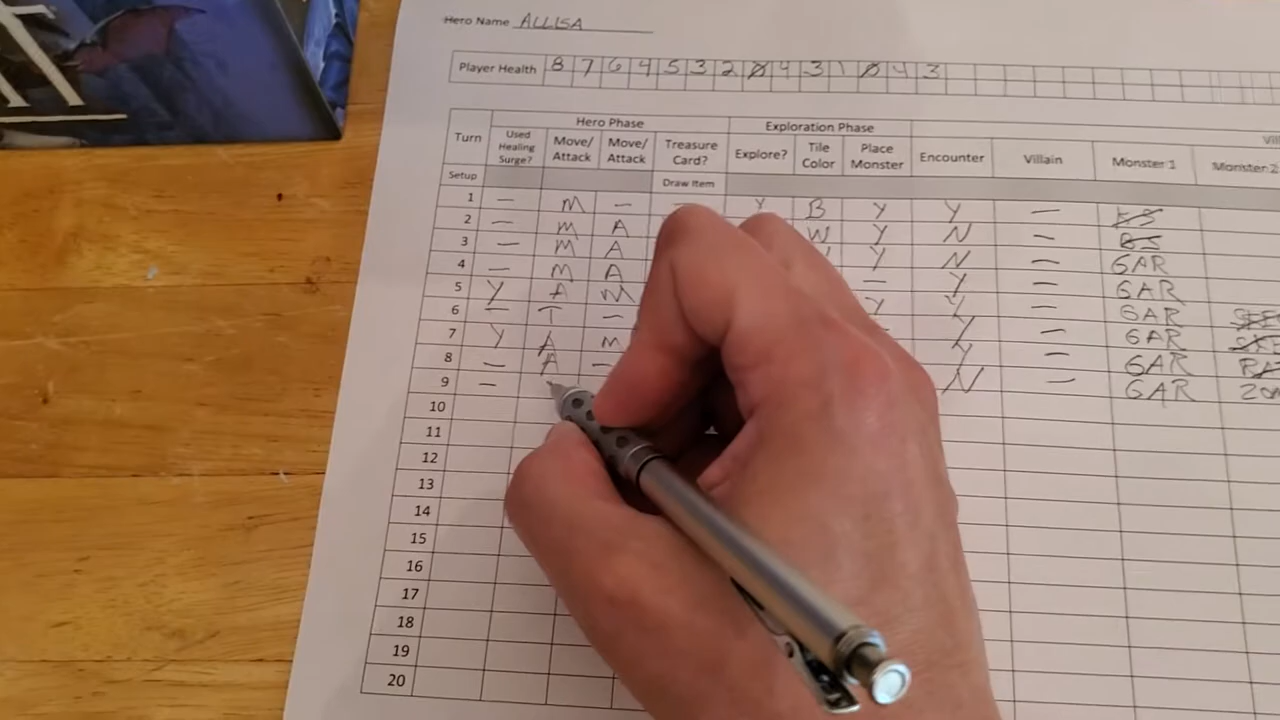 Hero Name ALLISA
Player Health 8 7 6 4 5 3 2 0 4 3 1 0 4 3
Hero Phase Exploration Phase
Turn Used Healing Surge? Move/Attack Move/Attack Treasure Card? Explore? Tile Color Place Monster Encounter Villain Monster 1 Monster 2
Setup Draw Item
1 – M – – Y B Y Y –
2 – M A W Y N –
3 – M A Y N – GAR
4 – M A – Y – GAR
5 Y A M Y Y – GAR
6 – T – Y – GAR
7 Y A M Y – GAR
8 – A – N – GAR
9 –
10
11
12
13
14
15
16
17
18
19
20